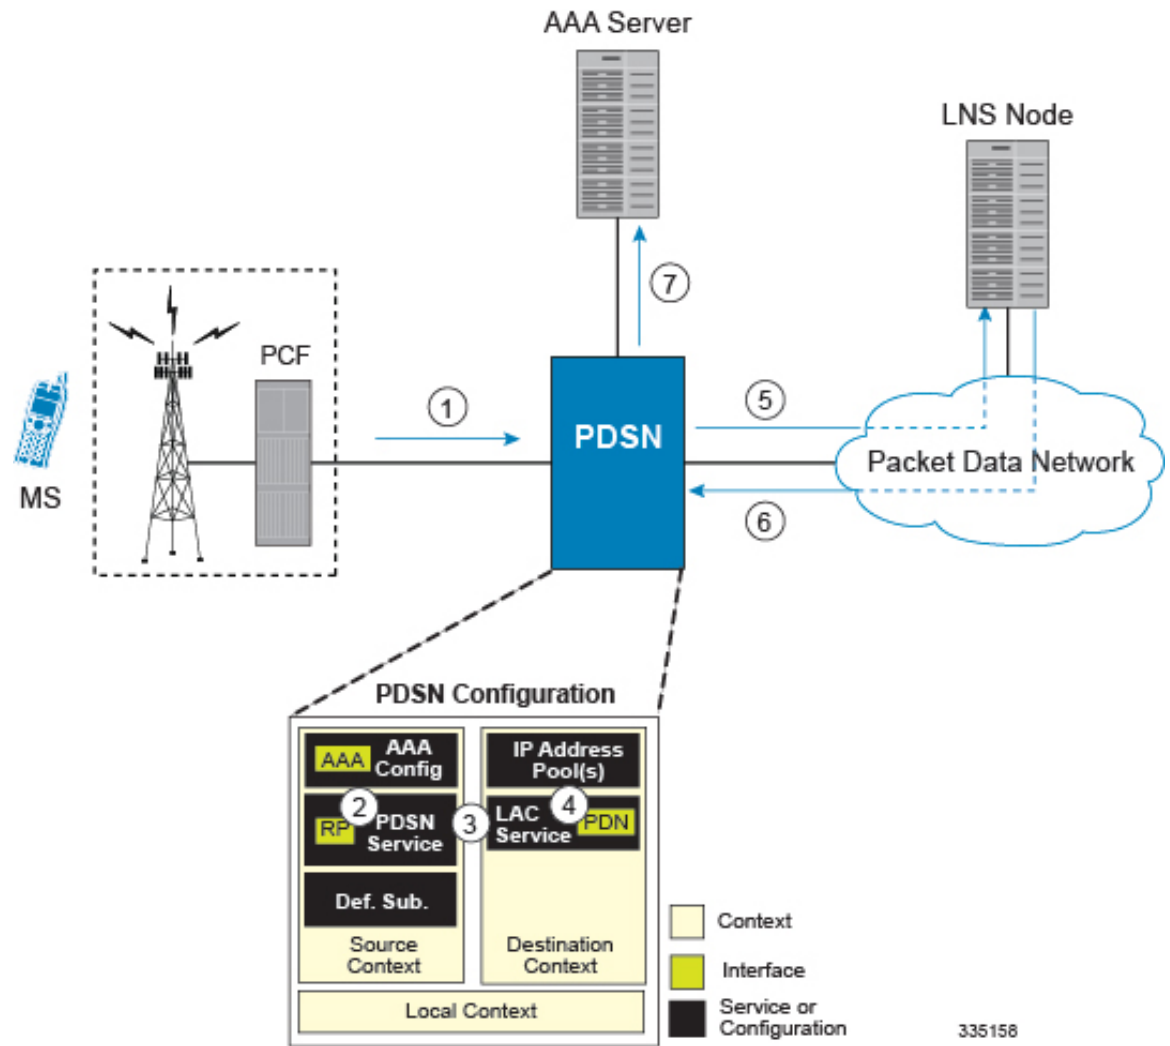 AAA Server
LNS Node
7
PCF
1
5
MS
PDSN
Packet Data Network
6
PDSN Configuration
AAA
AAA
Config
2
RP
PDSN
Service
Def. Sub.
Source
Context
3
IP Address
Pool(s)
4
LAC
Service
PDN
Destination
Context
Local Context
Context
Interface
Service or
Configuration
335158